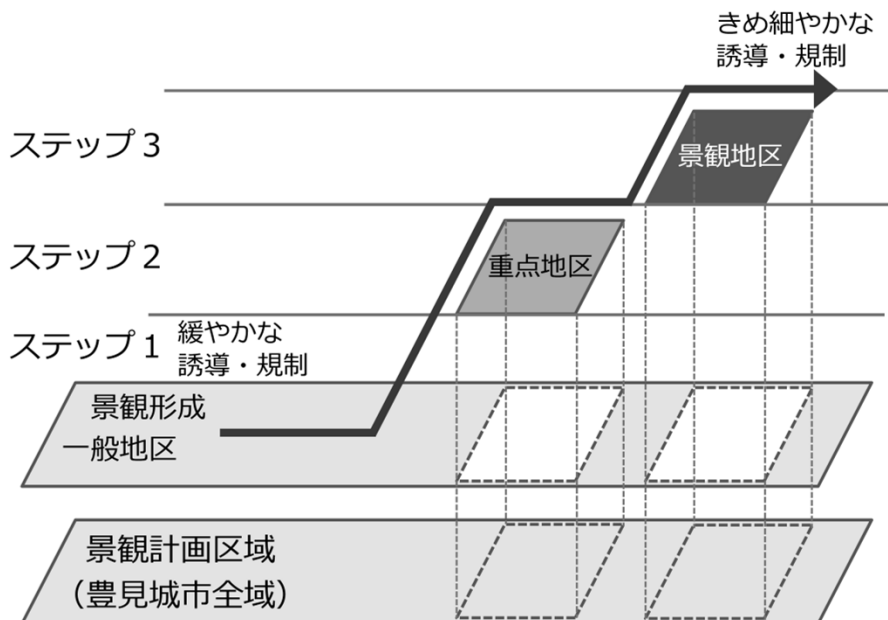 きめ細やかな
誘導・規制
ステップ３
景観地区
ステップ２
重点地区
ステップ１
緩やかな
誘導・規制
景観形成
一般地区
景観計画区域
（豊見城市全域）